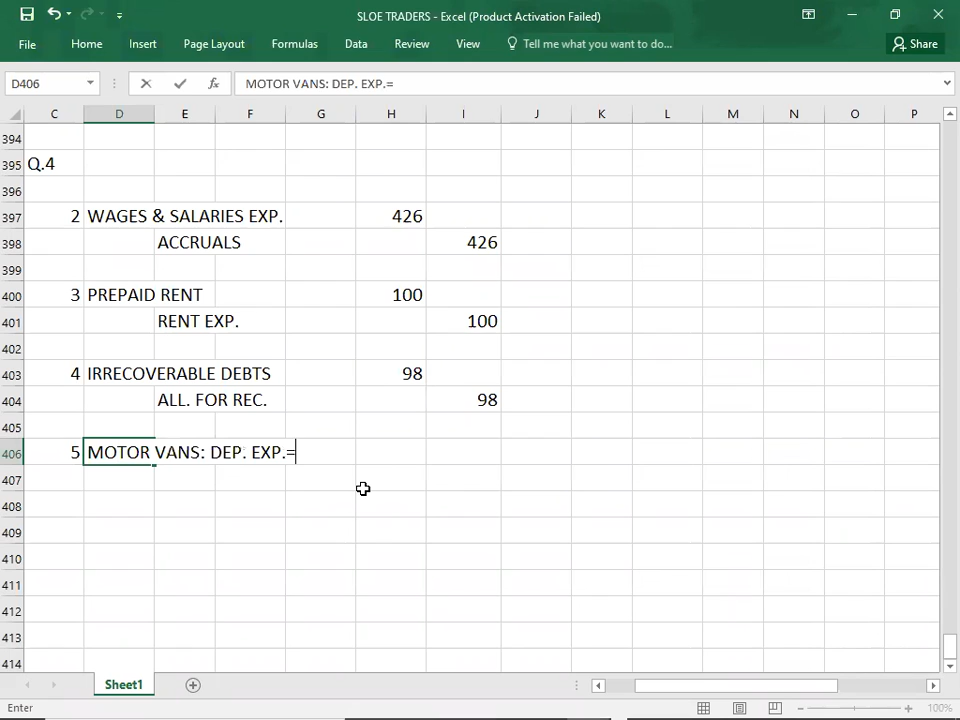 SLOE TRADERS - Excel (Product Activation Failed)
File Home Insert Page Layout Formulas Data Review View Tell me what you want to do... Share
D406 fx MOTOR VANS: DEP. EXP.=
C D E F G H I J K L M N O P
394
395 Q.4
396
397 2 WAGES & SALARIES EXP. 426
398 ACCRUALS 426
399
400 3 PREPAID RENT 100
401 RENT EXP. 100
402
403 4 IRRECOVERABLE DEBTS 98
404 ALL. FOR REC. 98
405
406 5 MOTOR VANS: DEP. EXP.=
407
408
409
410
411
412
413
414
Sheet1
Enter 100%